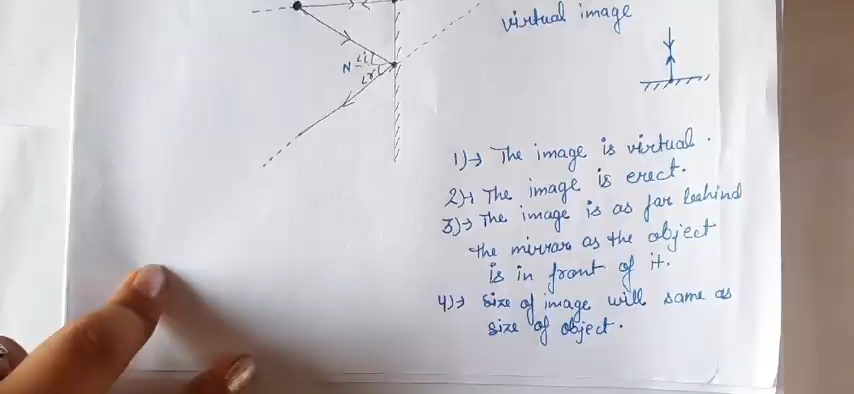 virtual image
N
∠i
∠r
1)→ The image is virtual.
2)→ The image is erect.
3)→ The image is as far behind
the mirror as the object
is in front of it.
4)→ Size of image will same as
size of object.